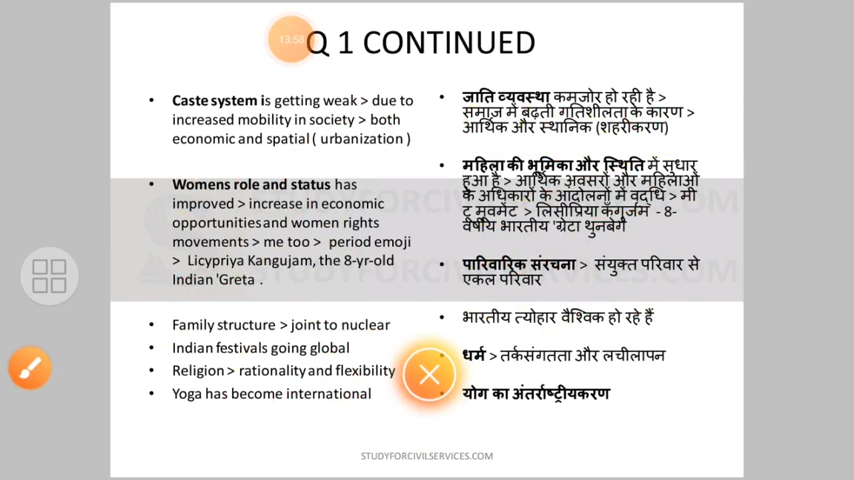 13:58
Q 1 CONTINUED
• Caste system is getting weak > due to
increased mobility in society > both
economic and spatial ( urbanization )
• Womens role and status has
improved > increase in economic
opportunities and women rights
movements > me too > period emoji
> Licypriya Kangujam, the 8-yr-old
Indian 'Greta .
• Family structure > joint to nuclear
• Indian festivals going global
• Religion > rationality and flexibility
• Yoga has become international
• जाति व्यवस्था कमजोर हो रही है >
समाज में बढ़ती गतिशीलता के कारण >
आर्थिक और स्थानिक (शहरीकरण)
• महिला की भूमिका और स्थिति में सुधार
हुआ है > आर्थिक अवसरों और महिलाओं
के अधिकारों के आंदोलनों में वृद्धि > मी
टू मूवमेंट > लिसीप्रिया कँगुजम - 8-
वर्षीय भारतीय 'ग्रेटा थुनबर्ग
• पारिवारिक संरचना > संयुक्त परिवार से
एकल परिवार
• भारतीय त्योहार वैश्विक हो रहे हैं
• धर्म > तर्कसंगतता और लचीलापन
• योग का अंतर्राष्ट्रीयकरण
STUDYFORCIVILSERVICES.COM